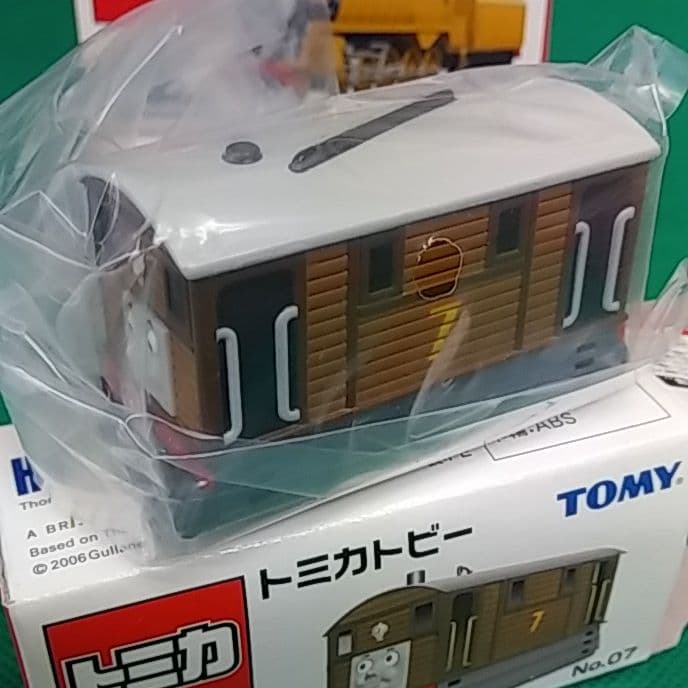 7
ABS
TOMY
Thor
A BRI
Based on The
©2006 Gullane
トミカトビー
7
トミカ
No.07